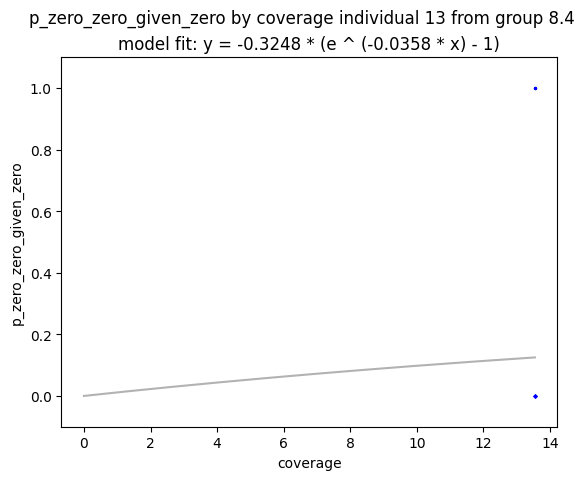 p_zero_zero_given_zero by coverage individual 13 from group 8.4
model fit: y = -0.3248 * (e ^ (-0.0358 * x) - 1)
p_zero_zero_given_zero
1.0
0.8
0.6
0.4
0.2
0.0
0 2 4 6 8 10 12 14
coverage